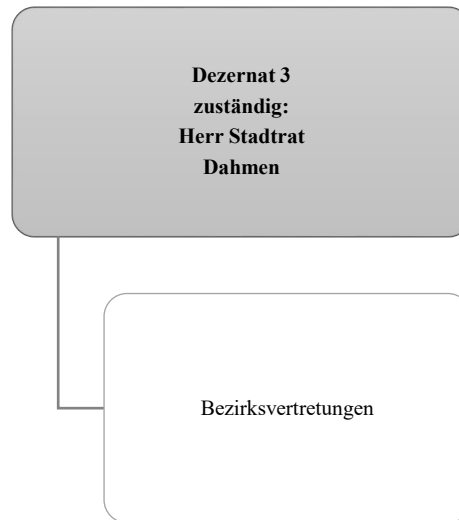 Dezernat 3
zuständig:
Herr Stadtrat
Dahmen
Bezirksvertretungen